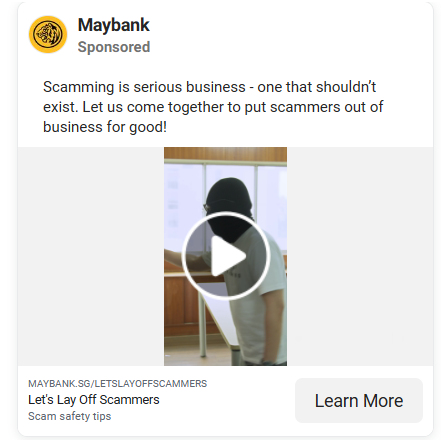 Maybank
Sponsored
Scamming is serious business - one that shouldn't
exist. Let us come together to put scammers out of
business for good!
MAYBANK.SG/LETSLAYOFFSCAMMERS
Let's Lay Off Scammers
Scam safety tips
Learn More